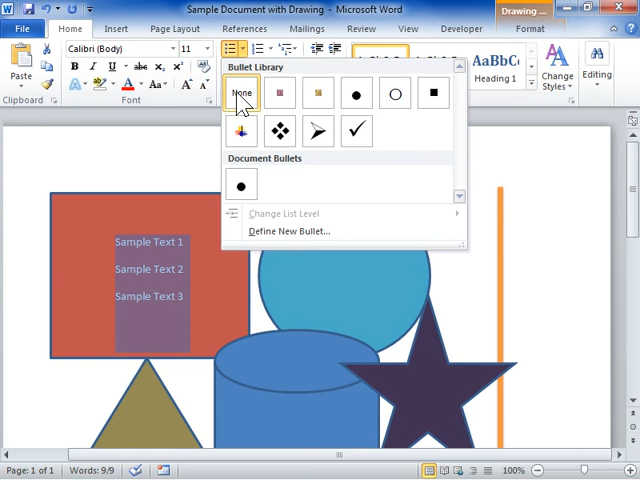 Sample Document with Drawing - Microsoft Word
Drawing ...
File Home Insert Page Layout References Mailings Review View Developer Format
Paste
Calibri (Body) 11
B I U abc x₂ x²
Clipboard Font
Heading 1
Change Styles
Editing
Bullet Library
None
Document Bullets
Change List Level
Define New Bullet...
Sample Text 1
Sample Text 2
Sample Text 3
Page: 1 of 1 Words: 9/9 100%